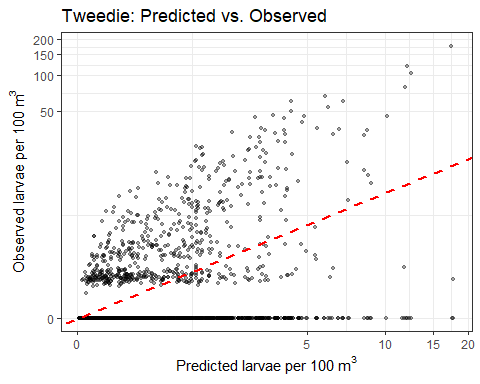 Tweedie: Predicted vs. Observed
Observed larvae per 100 m³
200
150
100
50
0
0 5 10 15 20
Predicted larvae per 100 m³